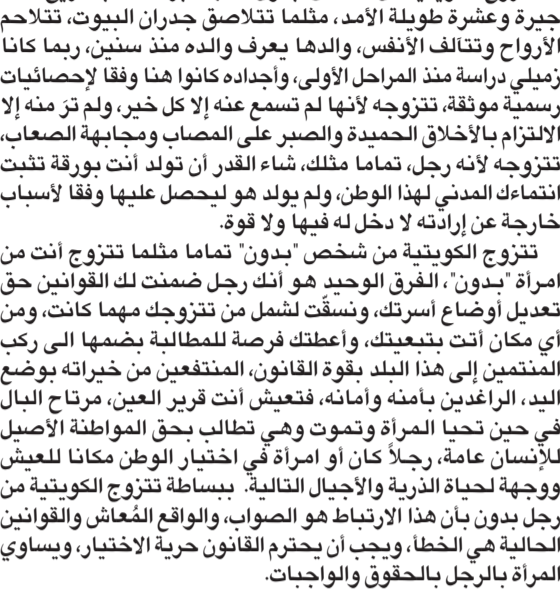 جيرة وعشرة طويلة الأمد، مثلما تتلاصق جدران البيوت، تتلاحم
الأرواح وتتآلف الأنفس، والدها يعرف والده منذ سنين، ربما كانا
زميلي دراسة منذ المراحل الأولى، وأجداده كانوا هنا وفقا لإحصائيات
رسمية موثقة، تتزوجه لأنها لم تسمع عنه إلا كل خير، ولم ترَ منه إلا
الالتزام بالأخلاق الحميدة والصبر على المصاب ومجابهة الصعاب،
تتزوجه لأنه رجل، تماما مثلك، شاء القدر أن تولد أنت بورقة تثبت
انتماءك المدني لهذا الوطن، ولم يولد هو ليحصل عليها وفقا لأسباب
خارجة عن إرادته لا دخل له فيها ولا قوة.
تتزوج الكويتية من شخص "بدون" تماما مثلما تتزوج أنت من
امرأة "بدون"، الفرق الوحيد هو أنك رجل ضمنت لك القوانين حق
تعديل أوضاع أسرتك، ونسقّت لشمل من تتزوجك مهما كانت، ومن
أي مكان أتت بتبعيتك، وأعطتك فرصة للمطالبة بضمها الى ركب
المنتمين إلى هذا البلد بقوة القانون، المنتفعين من خيراته بوضع
اليد، الراغدين بأمنه وأمانه، فتعيش أنت قرير العين، مرتاح البال
في حين تحيا المرأة وتموت وهي تطالب بحق المواطنة الأصيل
للإنسان عامة، رجلاً كان أو امرأة في اختيار الوطن مكانا للعيش
ووجهة لحياة الذرية والأجيال التالية. ببساطة تتزوج الكويتية من
رجل بدون بأن هذا الارتباط هو الصواب، والواقع المُعاش والقوانين
الحالية هي الخطأ، ويجب أن يحترم القانون حرية الاختيار، ويساوي
المرأة بالرجل بالحقوق والواجبات.